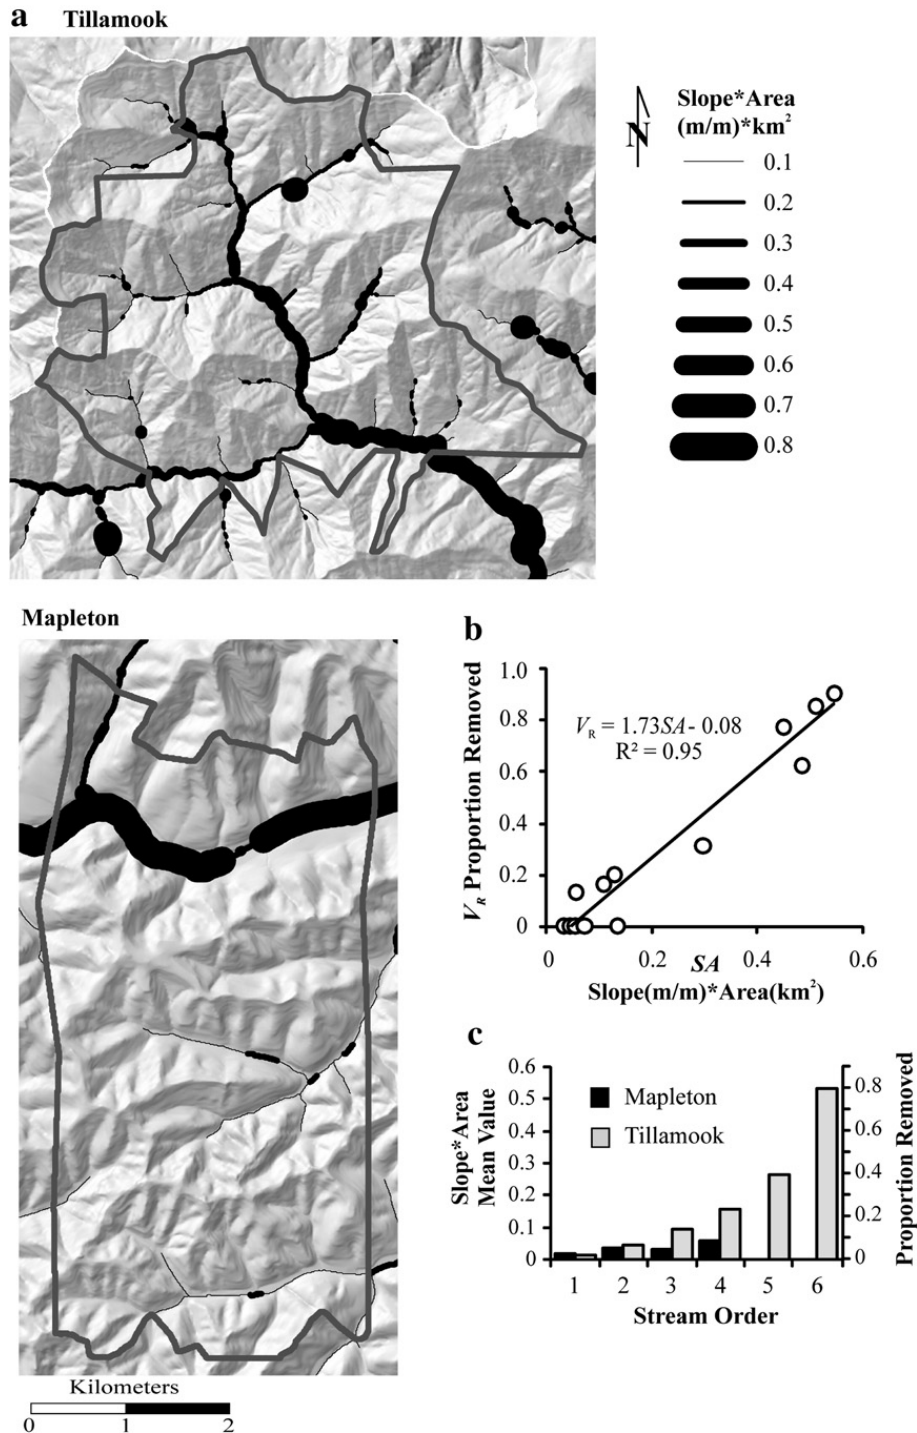 a Tillamook
N
Slope*Area
(m/m)*km²
0.1
0.2
0.3
0.4
0.5
0.6
0.7
0.8
Mapleton
Kilometers
0 1 2
b
V_R Proportion Removed
1.0
0.8
0.6
0.4
0.2
0
V_R = 1.73SA - 0.08
R² = 0.95
0 0.2 0.4 0.6
SA
Slope(m/m)*Area(km²)
c
Slope*Area
Mean Value
0.6
0.5
0.4
0.3
0.2
0.1
0
Mapleton
Tillamook
0.8
0.6
0.4
0.2
0
Proportion Removed
1 2 3 4 5 6
Stream Order